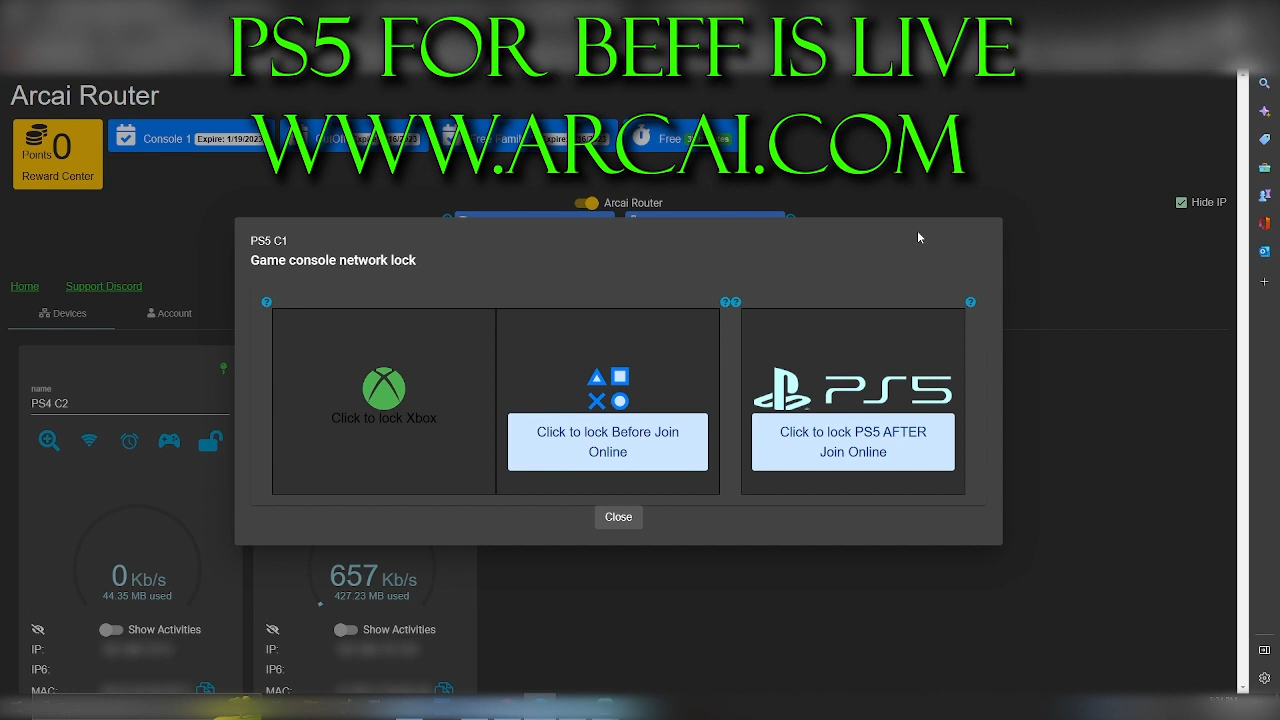 PS5 FOR BEFF IS LIVE
WWW.ARCAI.COM
Arcai Router
Points 0
Reward Center
Console 1 Expire: 1/19/2023
Free
Arcai Router
Hide IP
PS5 C1
Game console network lock
Home Support Discord
Devices Account
Click to lock Xbox
Click to lock Before Join
Online
PS5
Click to lock PS5 AFTER
Join Online
Close
name
PS4 C2
0 Kb/s
44.35 MB used
657 Kb/s
427.23 MB used
Show Activities
Show Activities
IP:
IP:
IP6:
IP6:
MAC:
MAC: